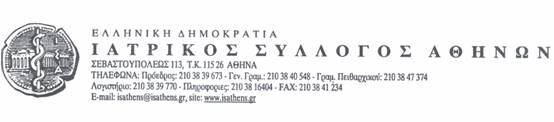 ΕΛΛΗΝΙΚΗ ΔΗΜΟΚΡΑΤΙΑ
ΙΑΤΡΙΚΟΣ ΣΥΛΛΟΓΟΣ ΑΘΗΝΩΝ
ΣΕΒΑΣΤΟΥΠΟΛΕΩΣ 113, Τ.Κ. 115 26 ΑΘΗΝΑ
ΤΗΛΕΦΩΝΑ: Πρόεδρος: 210 38 39 673 - Γεν. Γραμ.: 210 38 40 548 - Γραμ. Πειθαρχικού: 210 38 47 374
Λογιστήριο: 210 38 39 770 - Πληροφορίες: 210 38 16404 - FAX: 210 38 41 234
E-mail: isathens@isathens.gr, site: www.isathens.gr